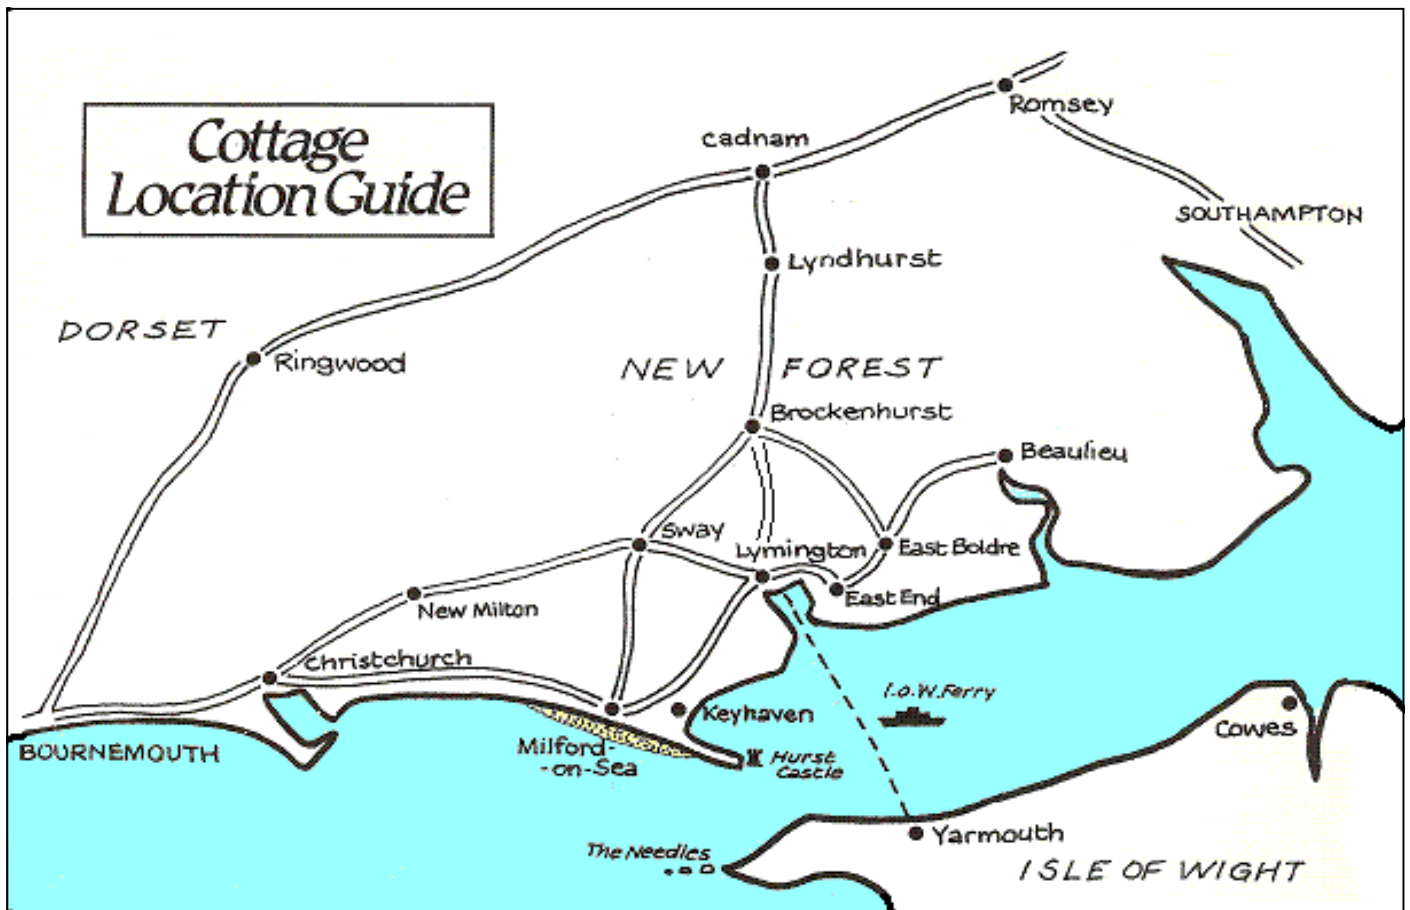 Cottage
Location Guide
Romsey
Cadnam
SOUTHAMPTON
Lyndhurst
DORSET
Ringwood
NEW FOREST
Brockenhurst
Beaulieu
Sway
Lymington
East Boldre
New Milton
East End
Christchurch
Keyhaven
I.o.W. Ferry
Cowes
BOURNEMOUTH
Milford-
-on-Sea
Hurst
Castle
Yarmouth
The Needles
ISLE OF WIGHT